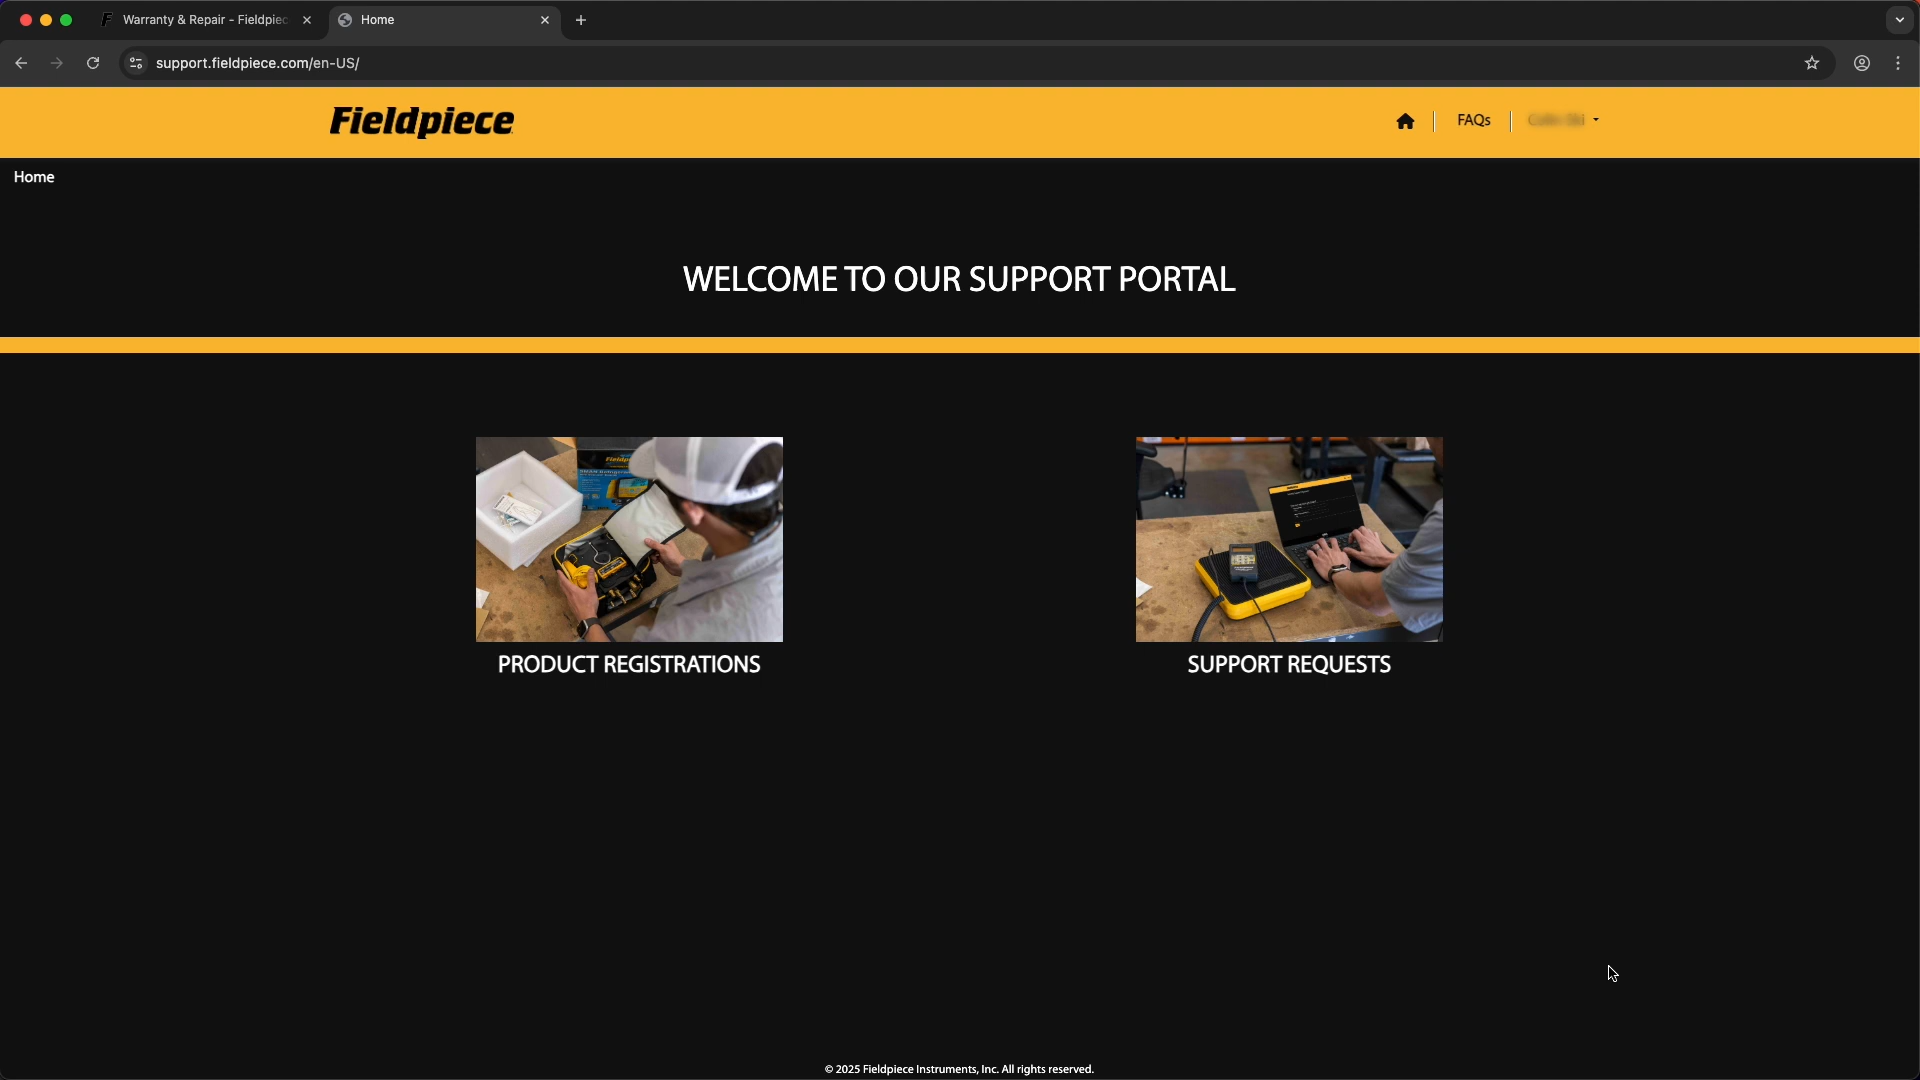 Warranty & Repair - Fieldpiec
Home
support.fieldpiece.com/en-US/
Fieldpiece
FAQs
Home
WELCOME TO OUR SUPPORT PORTAL
PRODUCT REGISTRATIONS
SUPPORT REQUESTS
© 2025 Fieldpiece Instruments, Inc. All rights reserved.